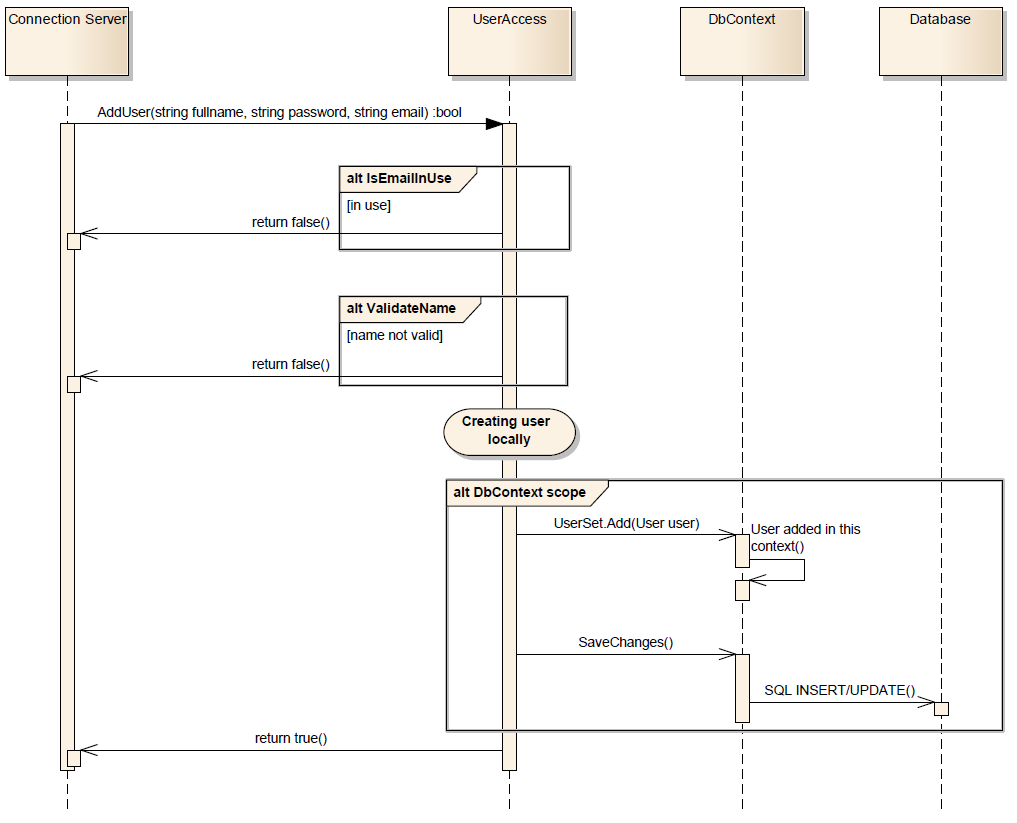 Connection Server
UserAccess
DbContext
Database
AddUser(string fullname, string password, string email) :bool
alt IsEmailInUse
[in use]
return false()
alt ValidateName
[name not valid]
return false()
Creating user
locally
alt DbContext scope
UserSet.Add(User user)
User added in this
context()
SaveChanges()
SQL INSERT/UPDATE()
return true()